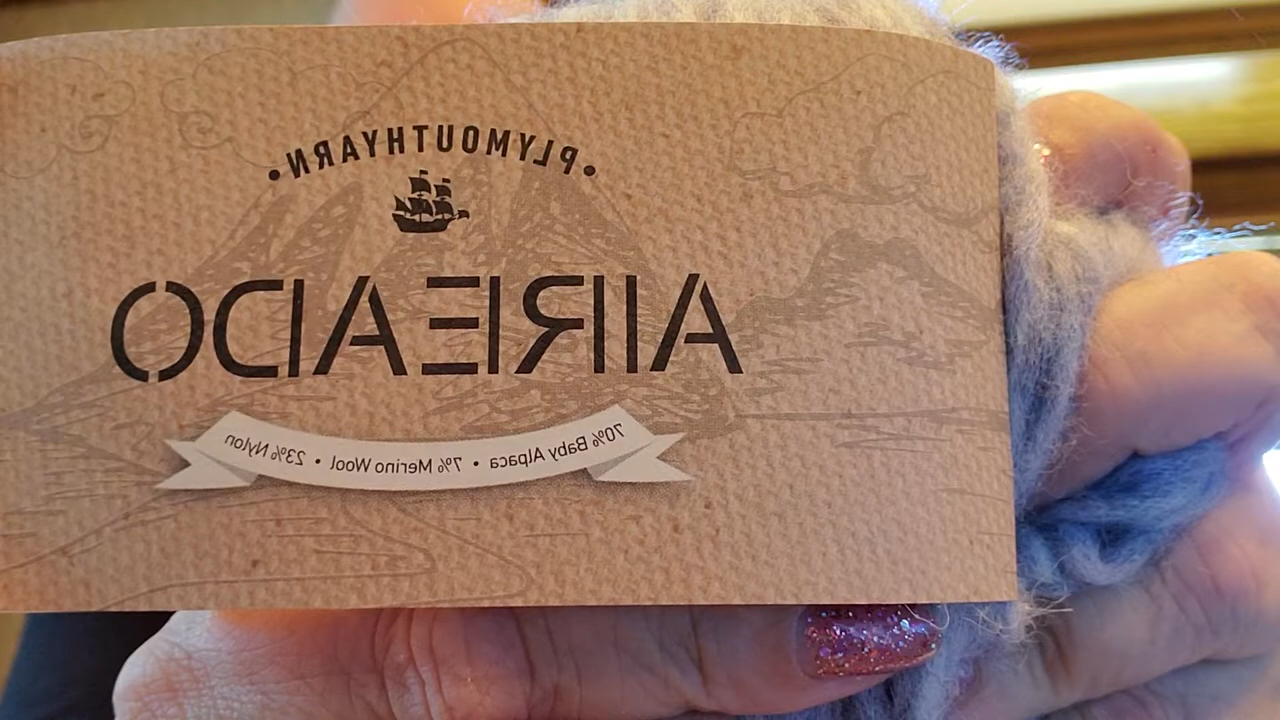 •PLYMOUTHYARN•
AIREADO
70% Baby Alpaca • 7% Merino Wool • 23% Nylon